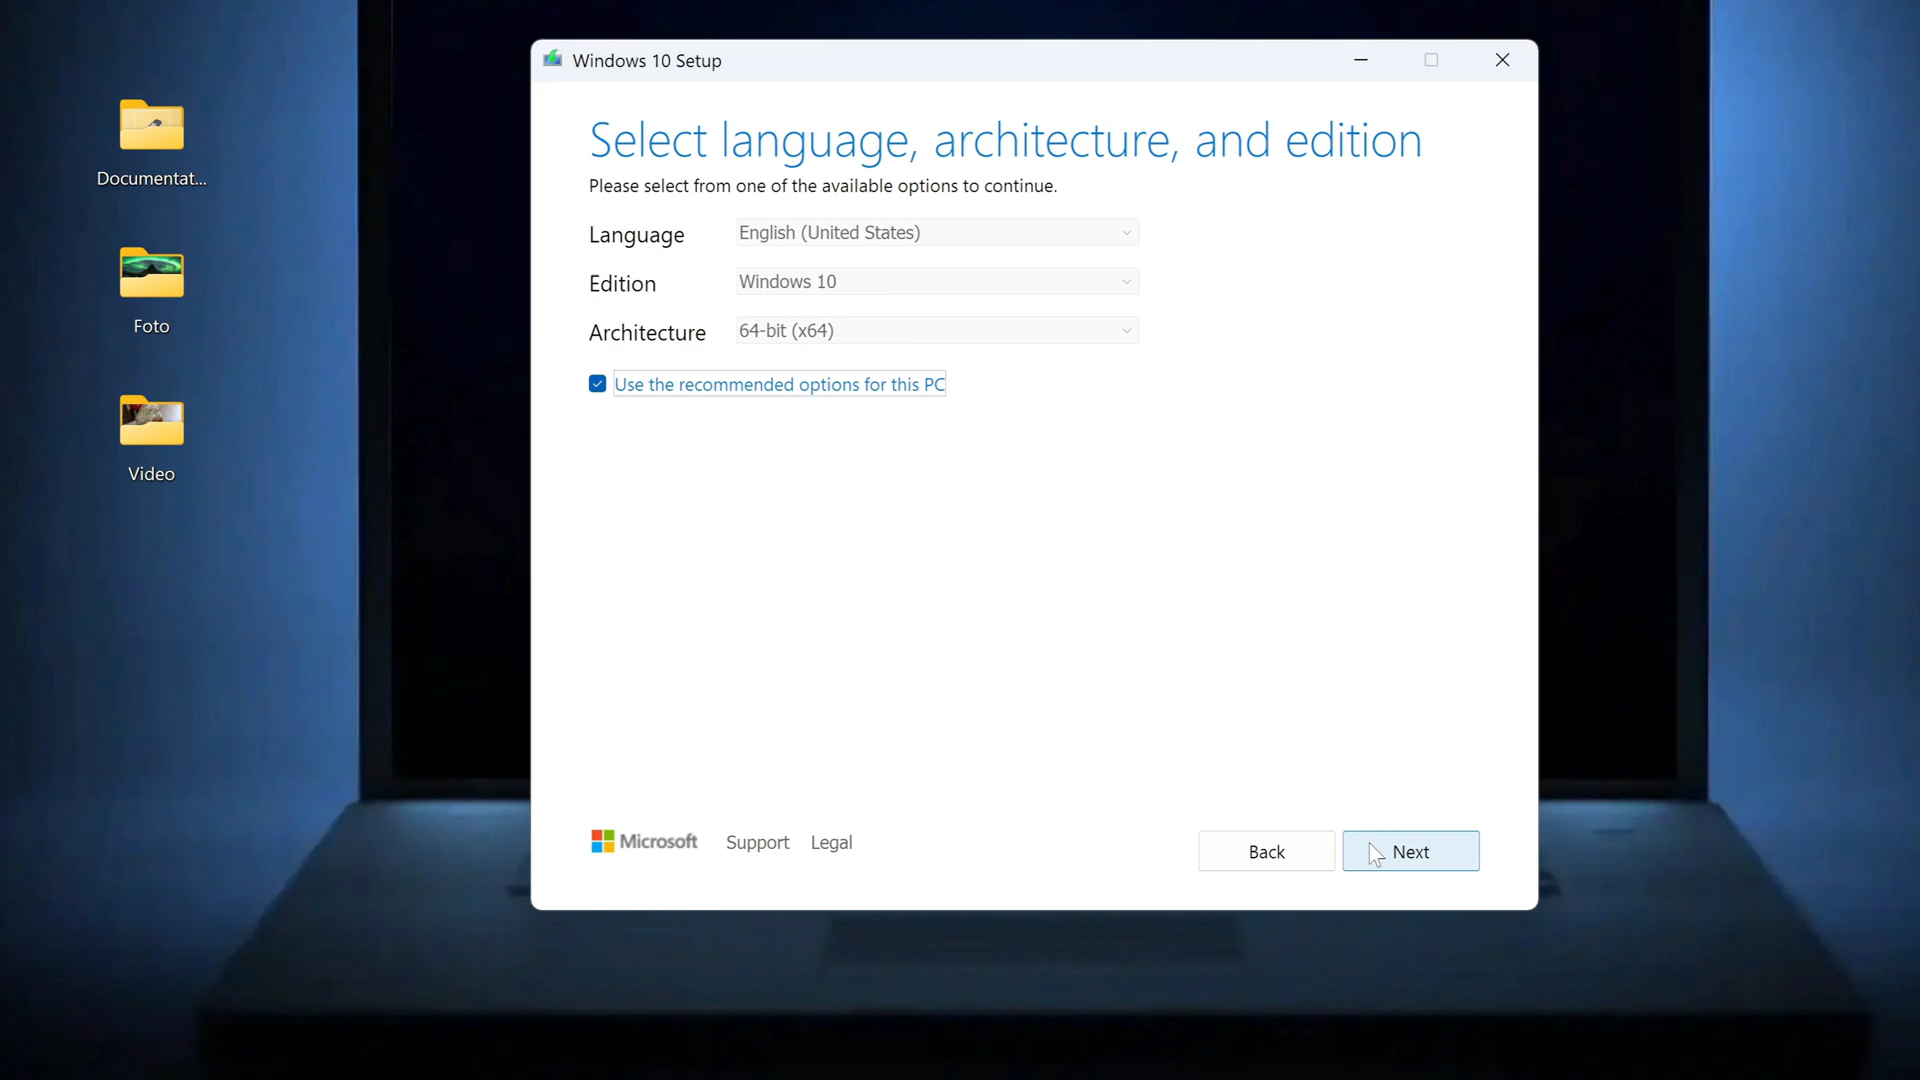 Windows 10 Setup
Documentat...
Foto
Video
Select language, architecture, and edition
Please select from one of the available options to continue.
Language English (United States)
Edition Windows 10
Architecture 64-bit (x64)
Use the recommended options for this PC
Microsoft Support Legal
Back Next